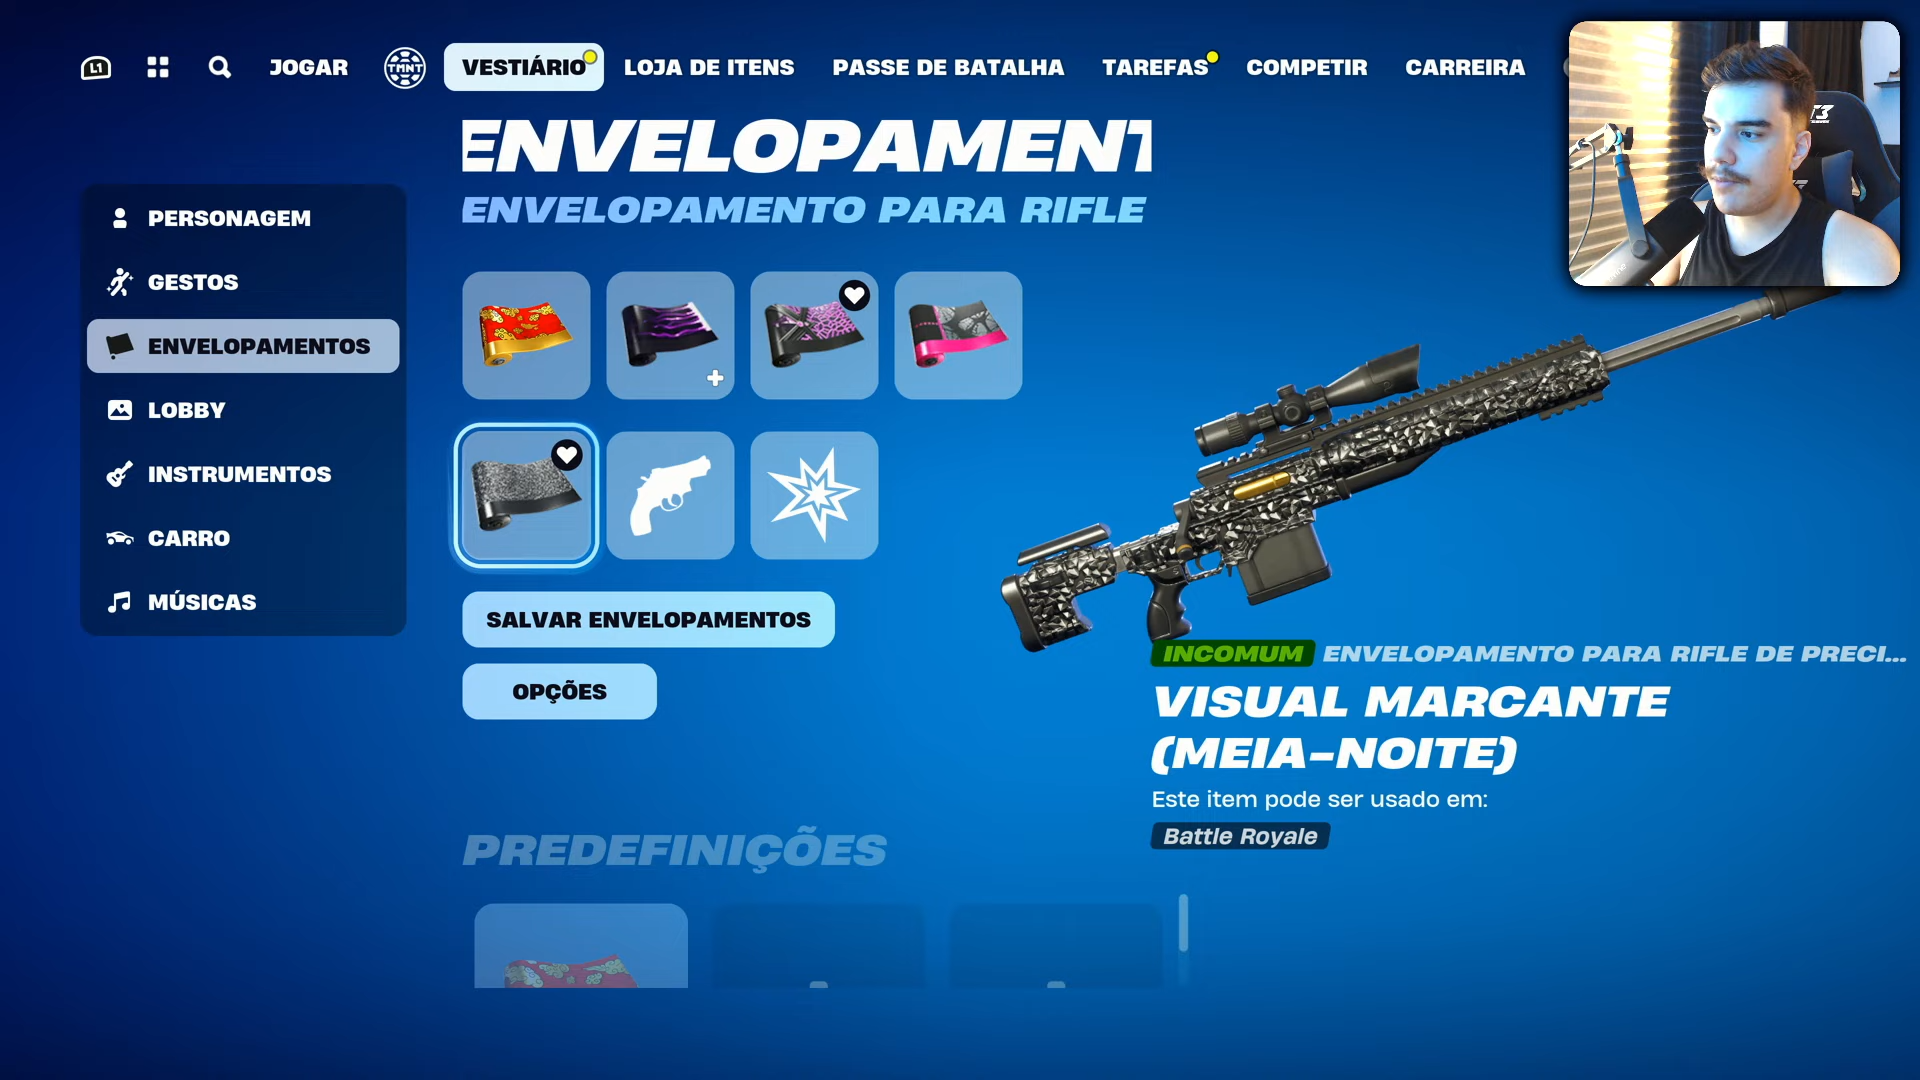 L1
JOGAR
TMNT
VESTIÁRIO
LOJA DE ITENS
PASSE DE BATALHA
TAREFAS
COMPETIR
CARREIRA
ENVELOPAMENT
ENVELOPAMENTO PARA RIFLE
PERSONAGEM
GESTOS
ENVELOPAMENTOS
LOBBY
INSTRUMENTOS
CARRO
MÚSICAS
SALVAR ENVELOPAMENTOS
OPÇÕES
INCOMUM ENVELOPAMENTO PARA RIFLE DE PRECI...
VISUAL MARCANTE
(MEIA-NOITE)
Este item pode ser usado em:
Battle Royale
PREDEFINIÇÕES